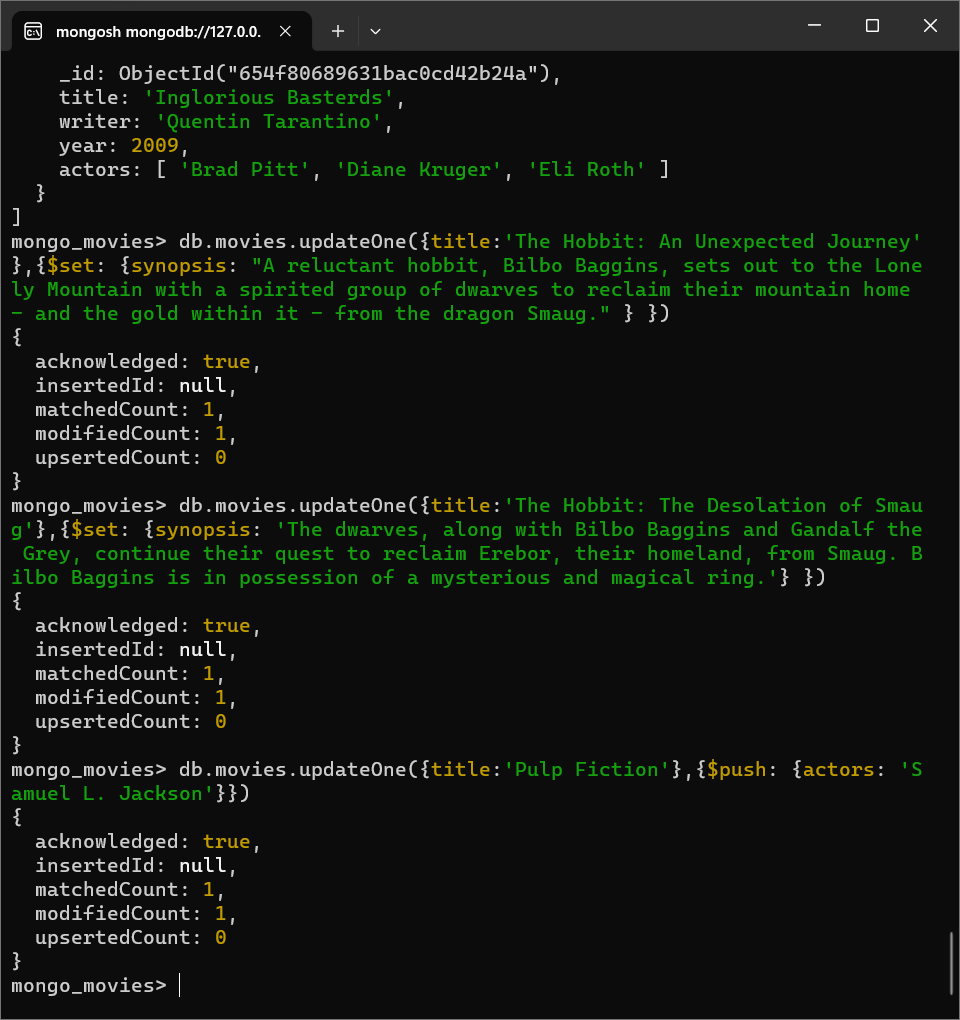 mongosh mongodb://127.0.0.
    _id: ObjectId("654f80689631bac0cd42b24a"),
    title: 'Inglorious Basterds',
    writer: 'Quentin Tarantino',
    year: 2009,
    actors: [ 'Brad Pitt', 'Diane Kruger', 'Eli Roth' ]
  }
]
mongo_movies> db.movies.updateOne({title:'The Hobbit: An Unexpected Journey'
},{$set: {synopsis: "A reluctant hobbit, Bilbo Baggins, sets out to the Lone
ly Mountain with a spirited group of dwarves to reclaim their mountain home
- and the gold within it - from the dragon Smaug." } })
{
  acknowledged: true,
  insertedId: null,
  matchedCount: 1,
  modifiedCount: 1,
  upsertedCount: 0
}
mongo_movies> db.movies.updateOne({title:'The Hobbit: The Desolation of Smau
g'},{$set: {synopsis: 'The dwarves, along with Bilbo Baggins and Gandalf the
 Grey, continue their quest to reclaim Erebor, their homeland, from Smaug. B
ilbo Baggins is in possession of a mysterious and magical ring.'} })
{
  acknowledged: true,
  insertedId: null,
  matchedCount: 1,
  modifiedCount: 1,
  upsertedCount: 0
}
mongo_movies> db.movies.updateOne({title:'Pulp Fiction'},{$push: {actors: 'S
amuel L. Jackson'}})
{
  acknowledged: true,
  insertedId: null,
  matchedCount: 1,
  modifiedCount: 1,
  upsertedCount: 0
}
mongo_movies>